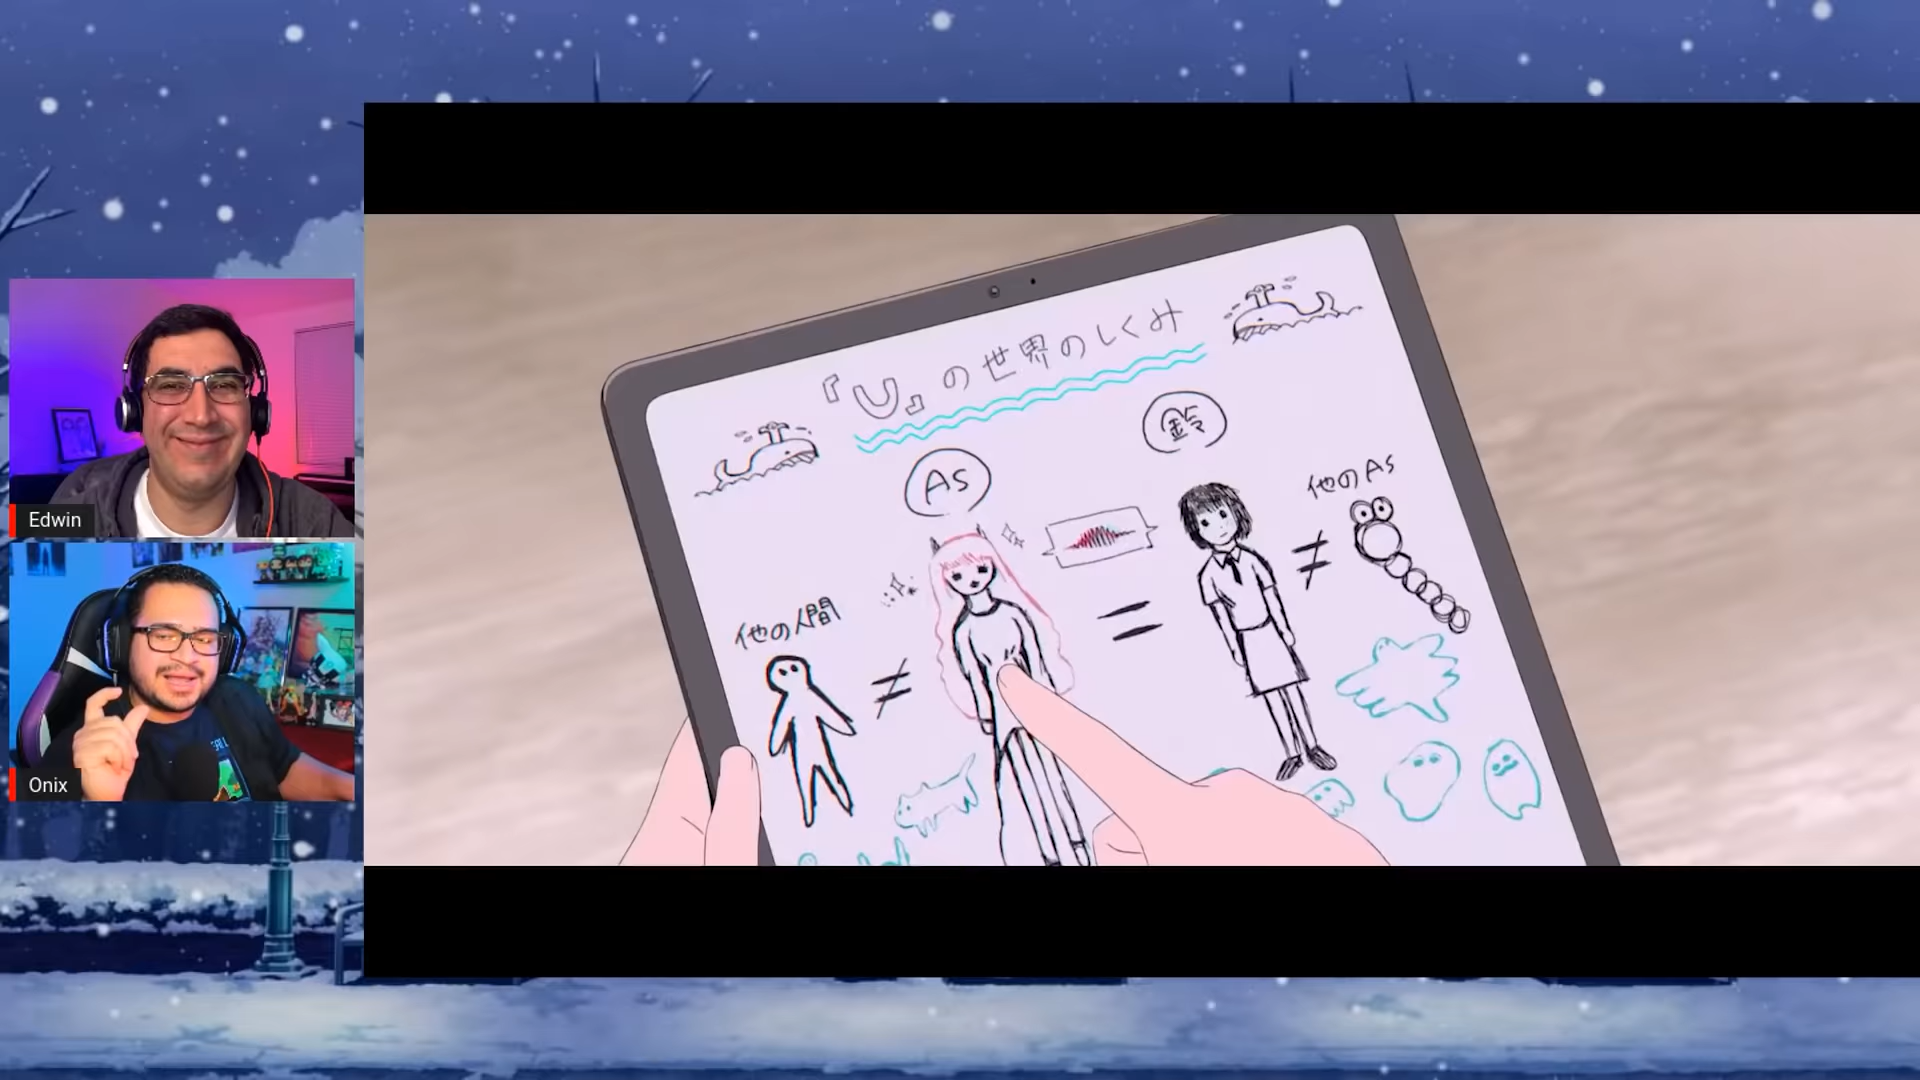 『U』の世界のしくみ
鈴
As
他のAs
他の人間
≠
=
≠
Edwin
Onix